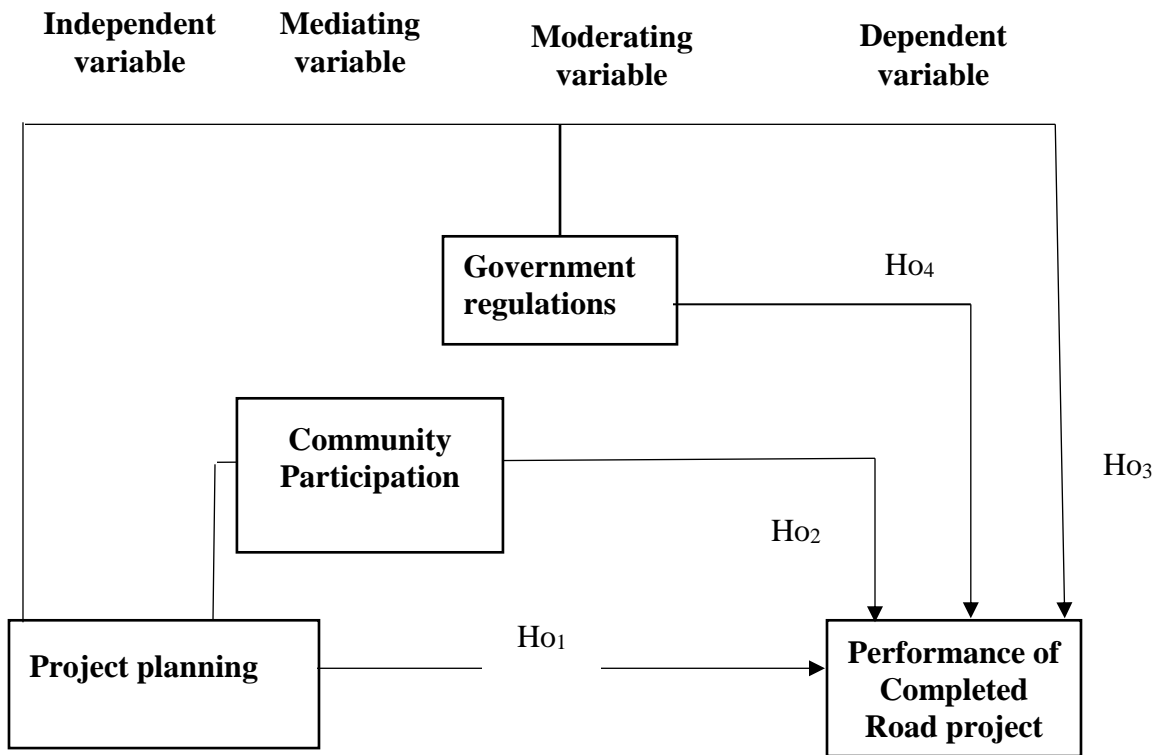 Independent
variable
Mediating
variable
Moderating
variable
Dependent
variable
Government
regulations
Ho4
Community
Participation
Ho3
Ho2
Ho1
Project planning
Performance of
Completed
Road project